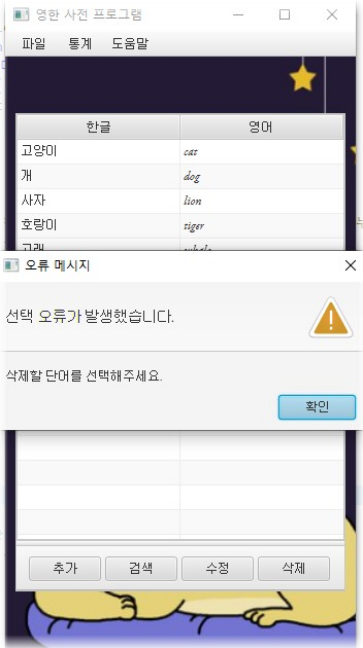 영한 사전 프로그램
파일 통계 도움말
한글 영어
고양이 cat
개 dog
사자 lion
호랑이 tiger
고래 whale
오류 메시지
선택 오류가 발생했습니다.
삭제할 단어를 선택해주세요.
확인
추가 검색 수정 삭제